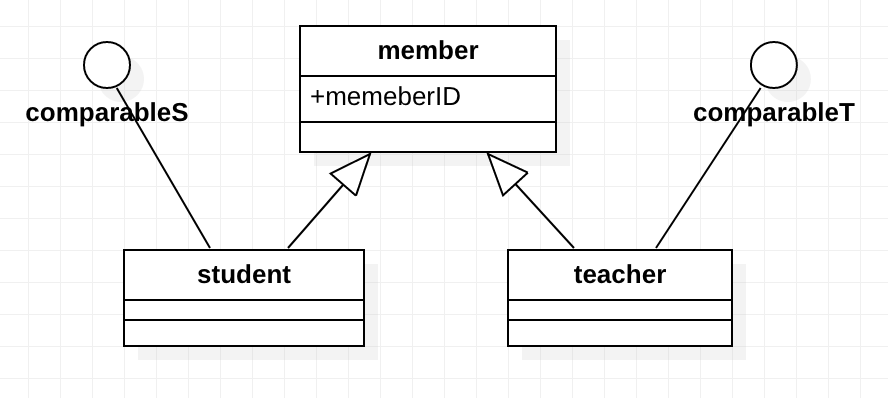 member
+memeberID
comparableS
comparableT
student
teacher